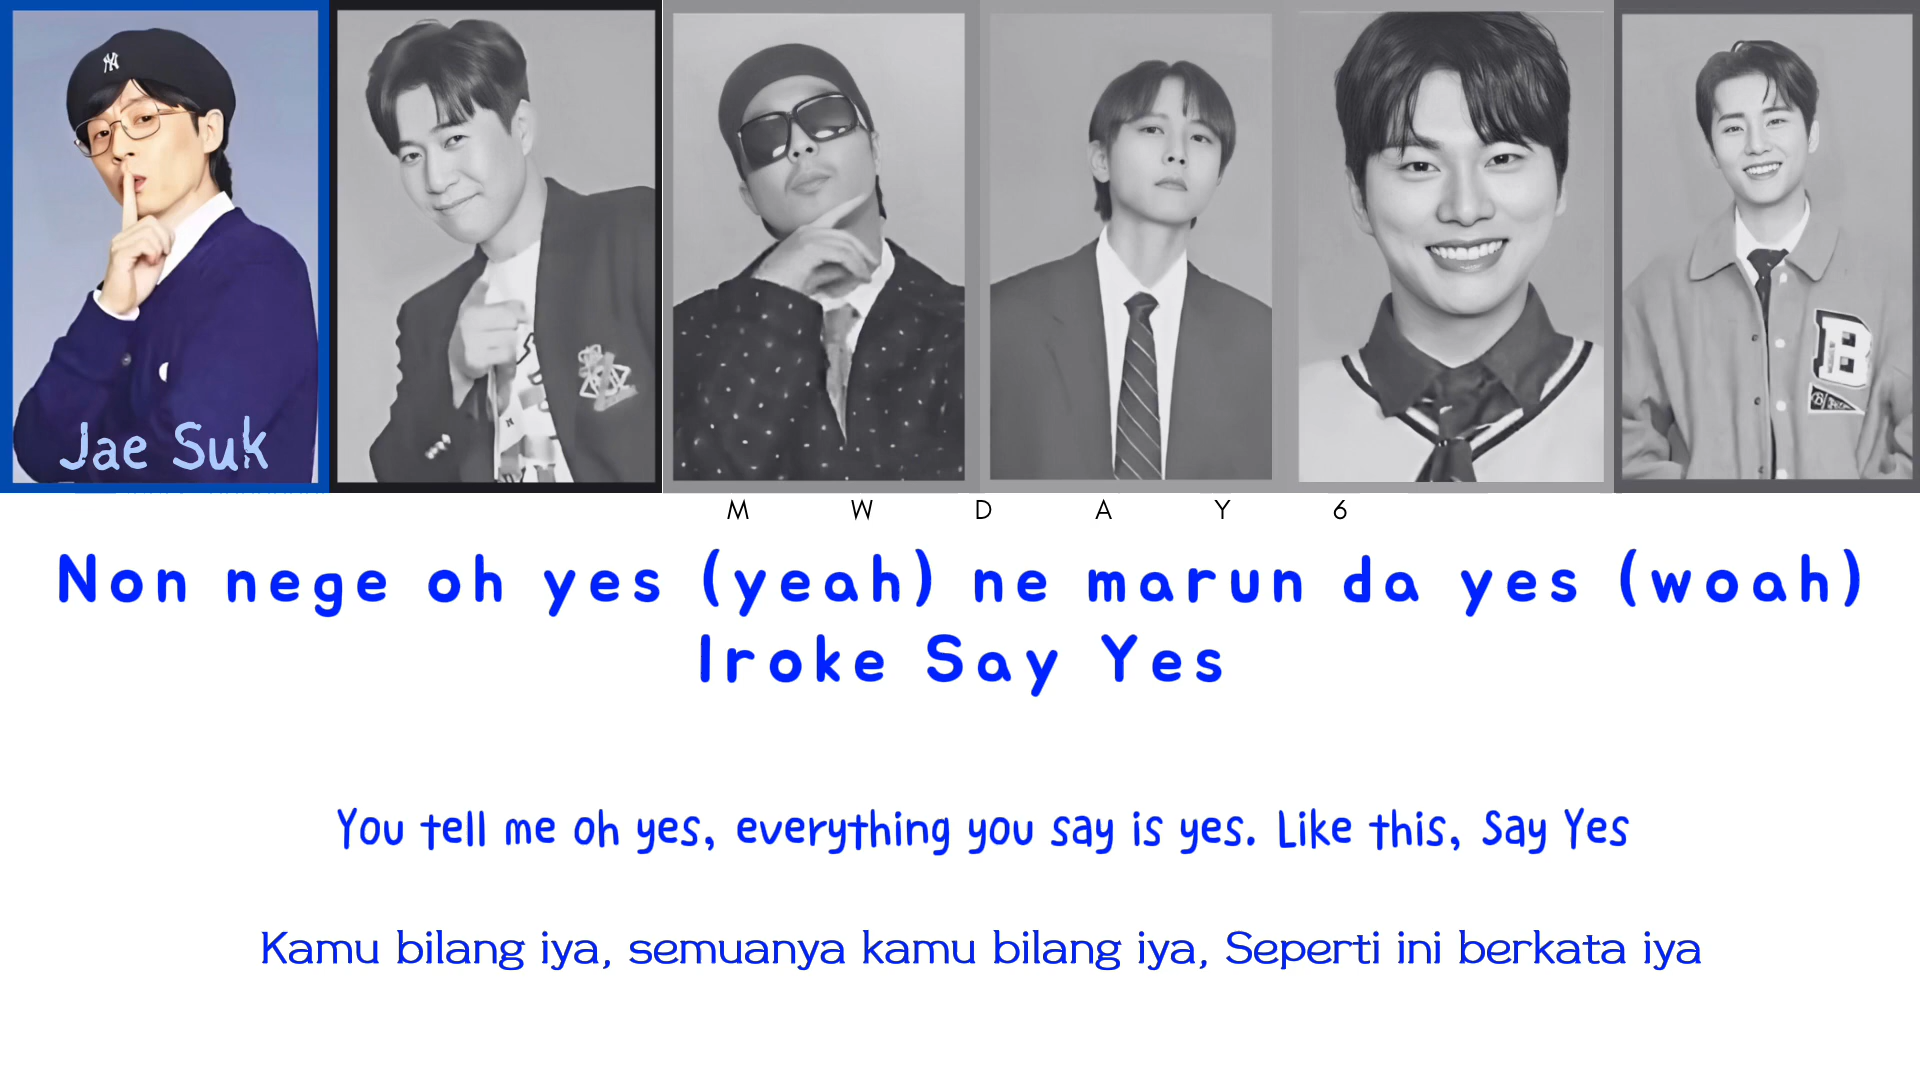 NY
Jae Suk
B
M W D A Y 6
Non nege oh yes (yeah) ne marun da yes (woah)
Iroke Say Yes
You tell me oh yes, everything you say is yes. Like this, Say Yes
Kamu bilang iya, semuanya kamu bilang iya, Seperti ini berkata iya